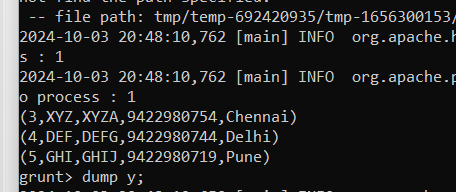 not find the path specified.
-- file path: tmp/temp-692420935/tmp-1656300153/
2024-10-03 20:48:10,762 [main] INFO  org.apache.h
s : 1
2024-10-03 20:48:10,762 [main] INFO  org.apache.p
o process : 1
(3,XYZ,XYZA,9422980754,Chennai)
(4,DEF,DEFG,9422980744,Delhi)
(5,GHI,GHIJ,9422980719,Pune)
grunt> dump y;